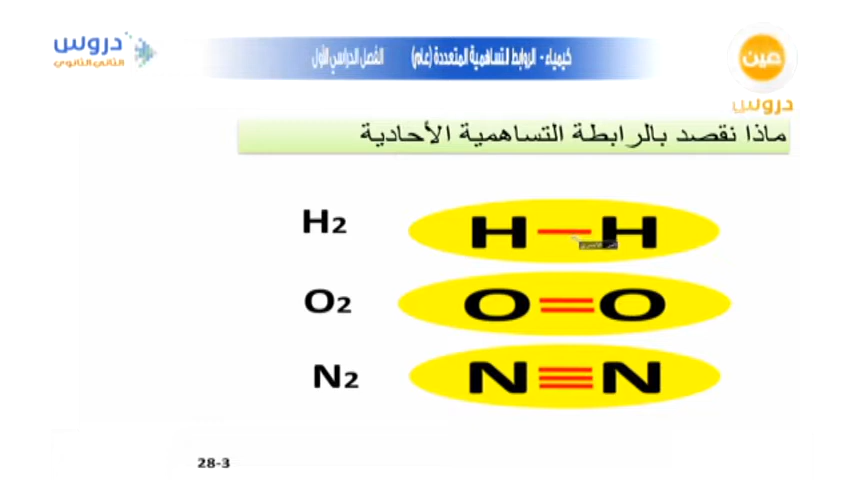 دروس
الثاني الثانوي
كيمياء - الروابط التساهمية المتعددة (عام) الفصل الدراسي الأول
عين
دروس
ماذا نقصد بالرابطة التساهمية الأحادية
H2 H—H
O2 O=O
N2 N≡N
28-3